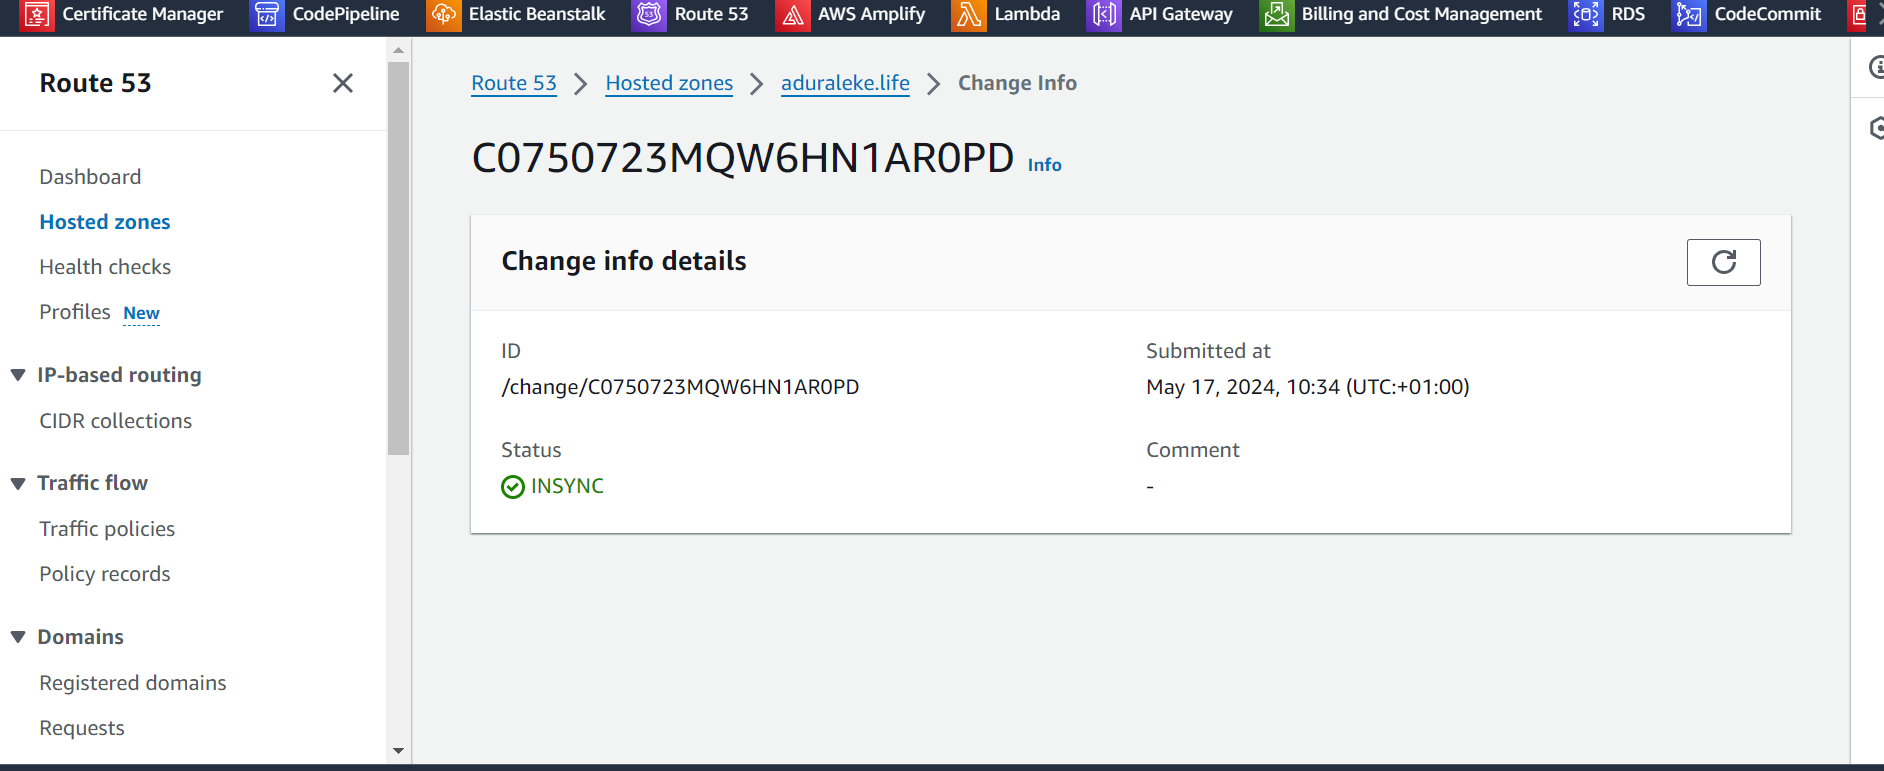 Certificate Manager CodePipeline Elastic Beanstalk Route 53 AWS Amplify Lambda API Gateway Billing and Cost Management RDS CodeCommit
Route 53
Dashboard
Hosted zones
Health checks
Profiles New
IP-based routing
CIDR collections
Traffic flow
Traffic policies
Policy records
Domains
Registered domains
Requests
Route 53 > Hosted zones > aduraleke.life > Change Info
C0750723MQW6HN1AR0PD Info
Change info details
ID
/change/C0750723MQW6HN1AR0PD
Submitted at
May 17, 2024, 10:34 (UTC:+01:00)
Status
INSYNC
Comment
-